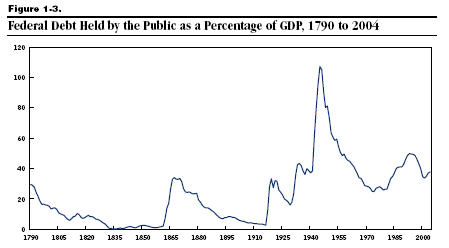 Figure 1-3.
Federal Debt Held by the Public as a Percentage of GDP, 1790 to 2004
120
100
80
60
40
20
0
1790 1805 1820 1835 1850 1865 1880 1895 1910 1925 1940 1955 1970 1985 2000